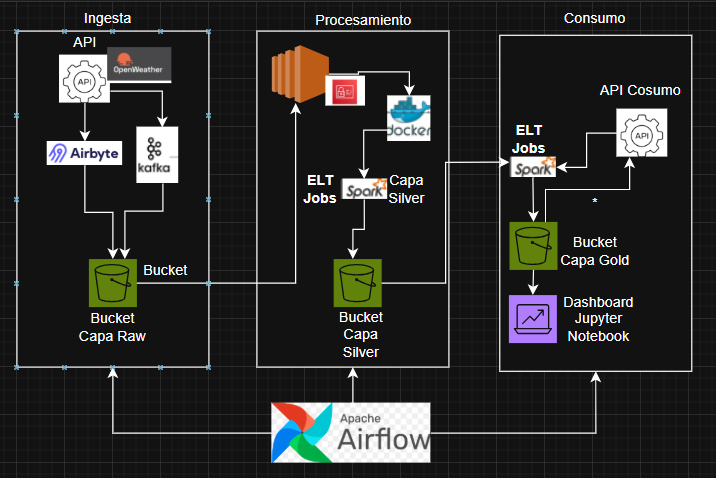 Ingesta
API
API
OpenWeather
Airbyte
kafka
Bucket
Bucket
Capa Raw
Procesamiento
docker
ELT
Jobs
Spark
Capa
Silver
Bucket
Capa
Silver
Consumo
API Cosumo
API
ELT
Jobs
Spark
*
Bucket
Capa Gold
Dashboard
Jupyter
Notebook
Apache
Airflow